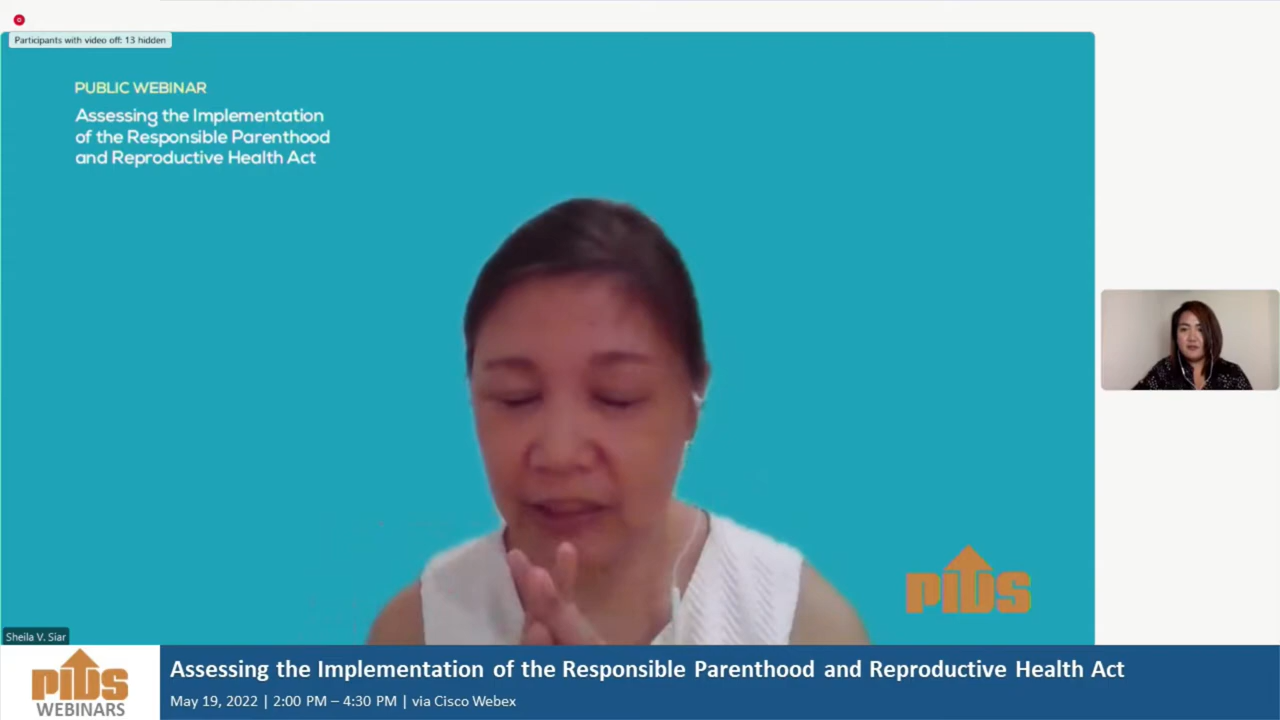 Participants with video off: 13 hidden
PUBLIC WEBINAR
Assessing the Implementation
of the Responsible Parenthood
and Reproductive Health Act
PIDS
Sheila V. Siar
PIDS
WEBINARS
Assessing the Implementation of the Responsible Parenthood and Reproductive Health Act
May 19, 2022 | 2:00 PM – 4:30 PM | via Cisco Webex